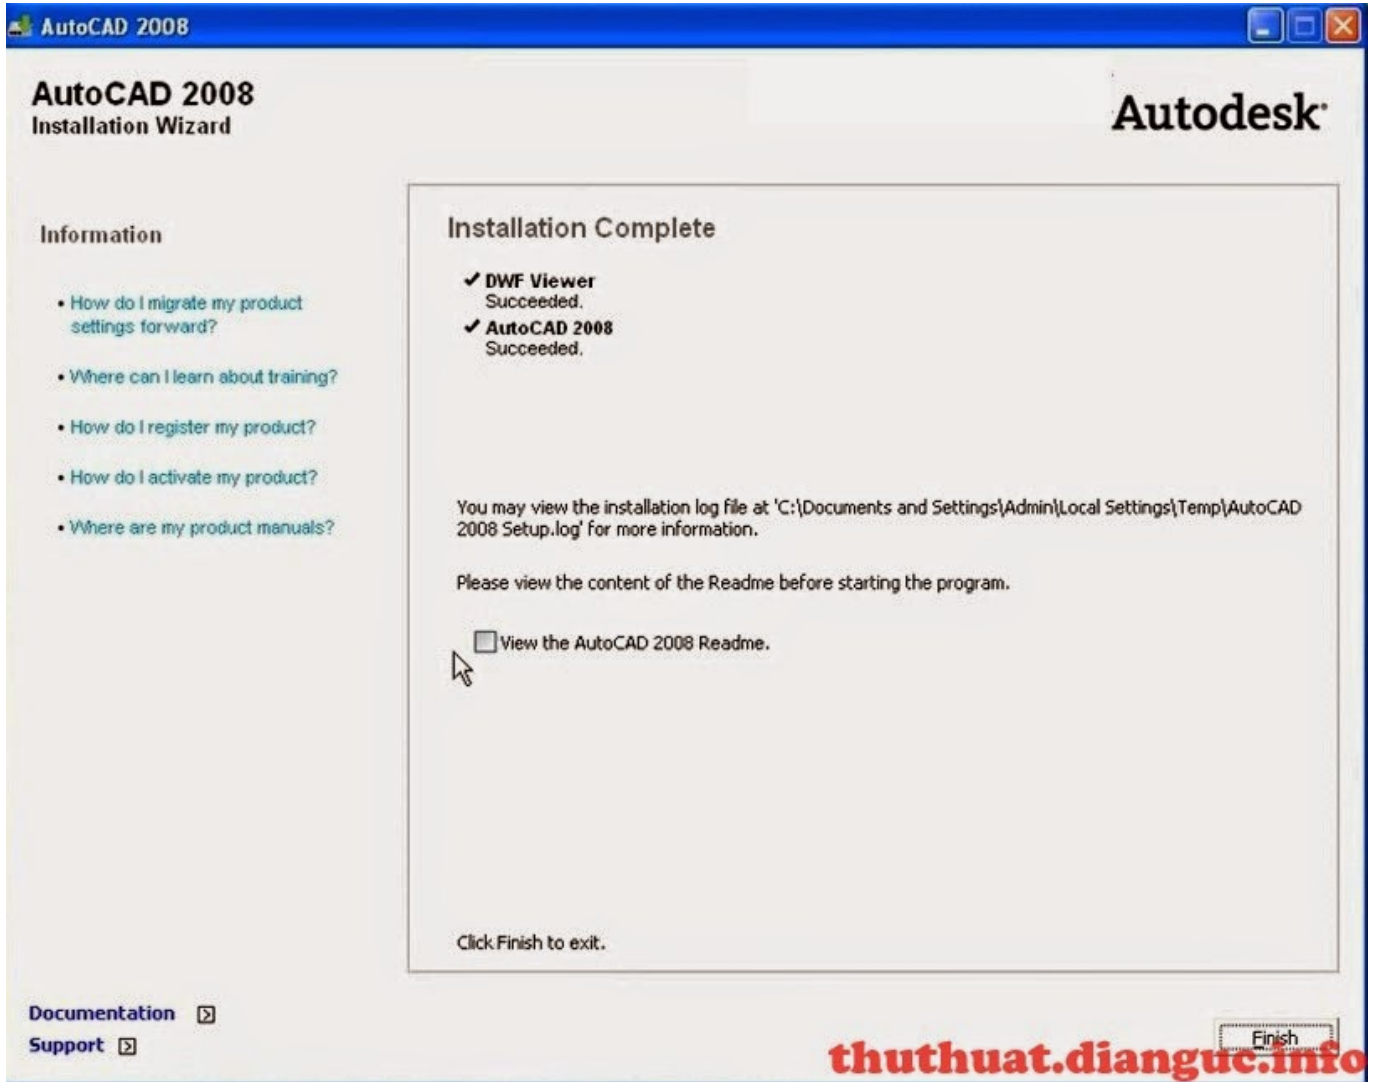 AutoCAD 2008
AutoCAD 2008
Installation Wizard
Autodesk
Information
• How do I migrate my product
settings forward?
• Where can I learn about training?
• How do I register my product?
• How do I activate my product?
• Where are my product manuals?
Installation Complete
✓ DWF Viewer
Succeeded.
✓ AutoCAD 2008
Succeeded.
You may view the installation log file at 'C:\Documents and Settings\Admin\Local Settings\Temp\AutoCAD
2008 Setup.log' for more information.
Please view the content of the Readme before starting the program.
View the AutoCAD 2008 Readme.
Click Finish to exit.
Documentation
Support
Finish
thuthuat.dianguc.info